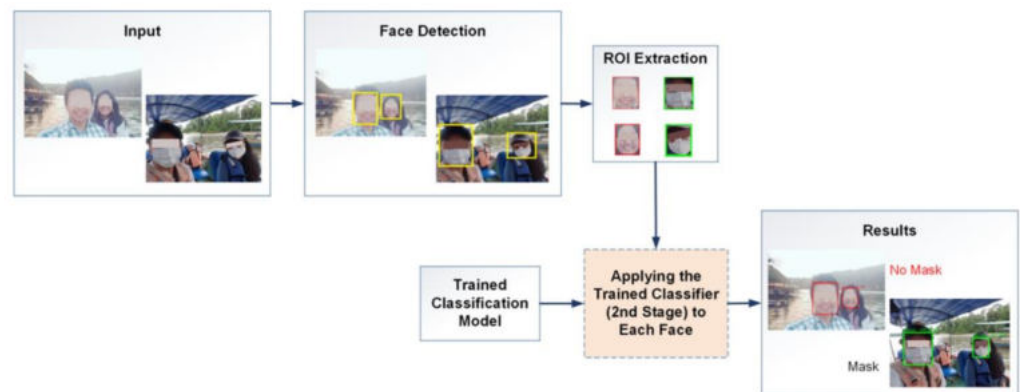 Input
Face Detection
ROI Extraction
Trained
Classification
Model
Applying the
Trained Classifier
(2nd Stage) to
Each Face
Results
No Mask
Mask